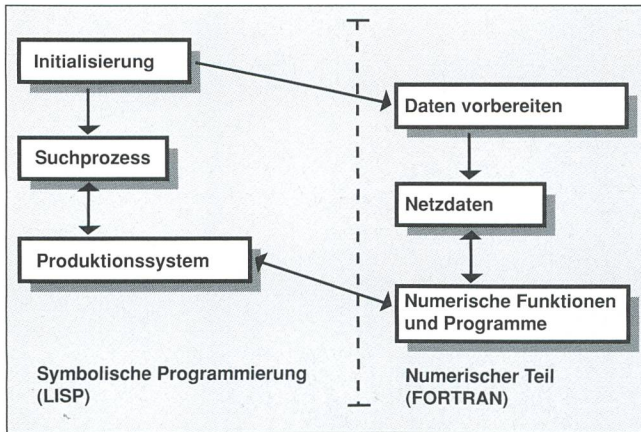 Initialisierung
Suchprozess
Produktionssystem
Symbolische Programmierung
(LISP)
Daten vorbereiten
Netzdaten
Numerische Funktionen
und Programme
Numerischer Teil
(FORTRAN)